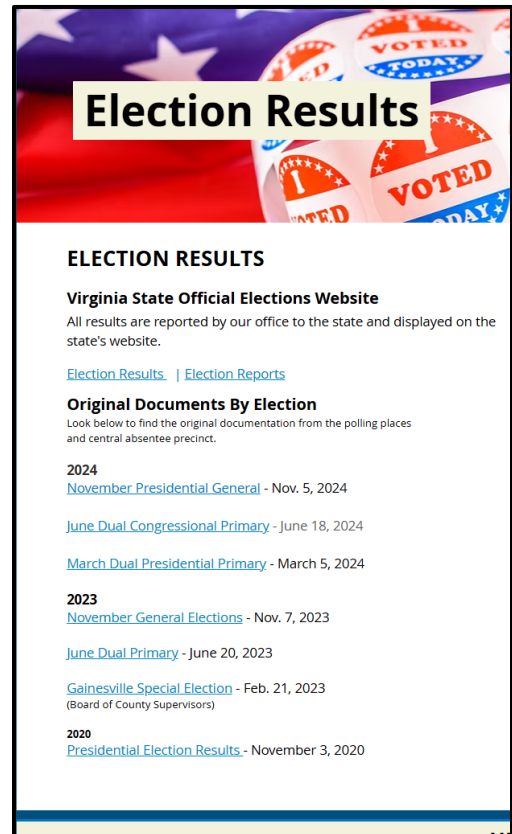 I
VOTED
TODAY
Election Results
I
VOTED
I
VOTED
TODAY
ELECTION RESULTS
Virginia State Official Elections Website
All results are reported by our office to the state and displayed on the
state's website.
Election Results | Election Reports
Original Documents By Election
Look below to find the original documentation from the polling places
and central absentee precinct.
2024
November Presidential General - Nov. 5, 2024
June Dual Congressional Primary - June 18, 2024
March Dual Presidential Primary - March 5, 2024
2023
November General Elections - Nov. 7, 2023
June Dual Primary - June 20, 2023
Gainesville Special Election - Feb. 21, 2023
(Board of County Supervisors)
2020
Presidential Election Results - November 3, 2020